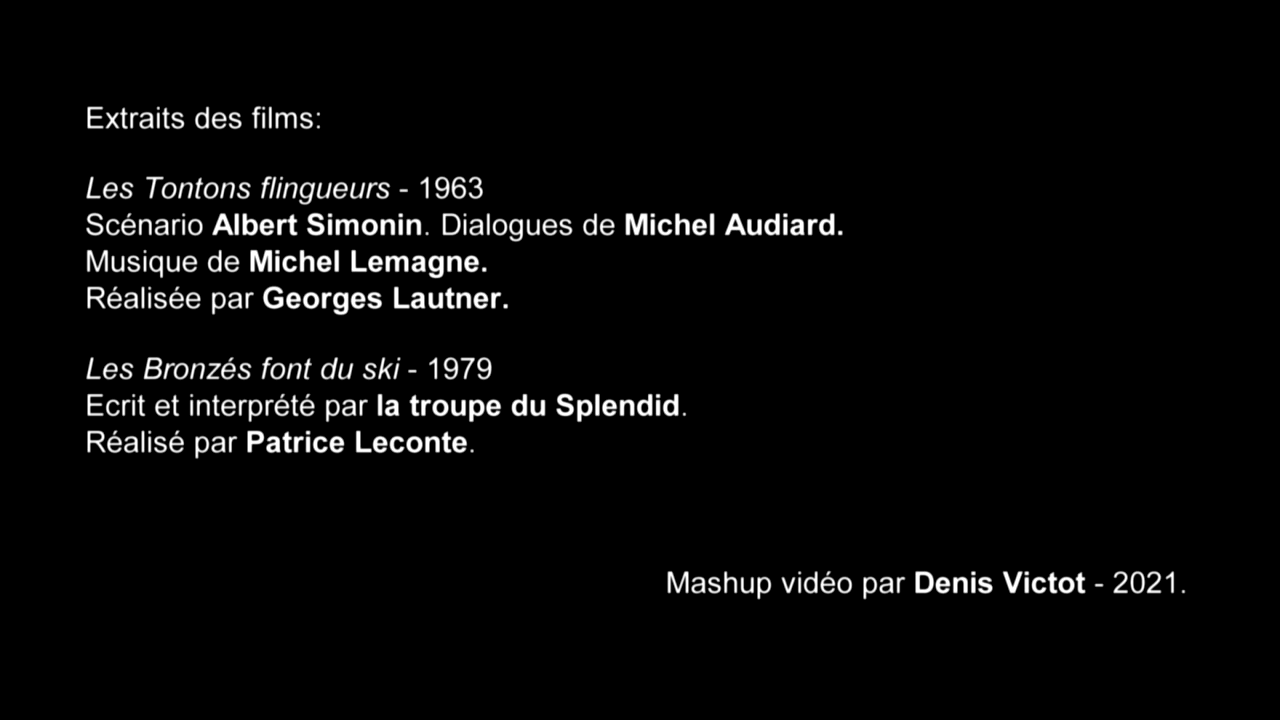 Extraits des films:
Les Tontons flingueurs - 1963
Scénario Albert Simonin. Dialogues de Michel Audiard.
Musique de Michel Lemagne.
Réalisée par Georges Lautner.
Les Bronzés font du ski - 1979
Ecrit et interprété par la troupe du Splendid.
Réalisé par Patrice Leconte.
Mashup vidéo par Denis Victot - 2021.